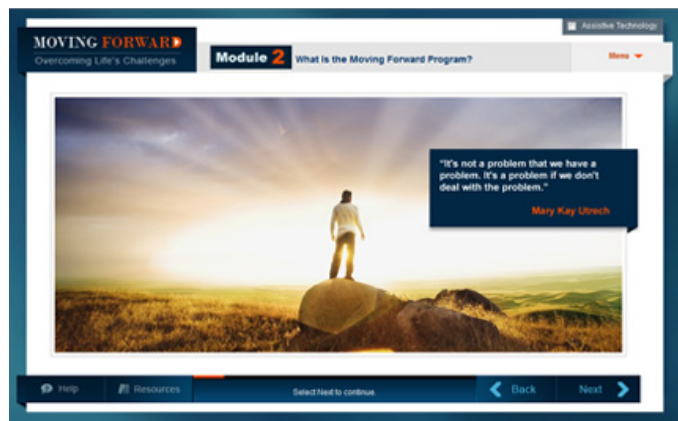 Assistive Technology
MOVING FORWARD
Overcoming Life's Challenges
Module 2 What Is the Moving Forward Program?
Menu
"It's not a problem that we have a
problem. It's a problem if we don't
deal with the problem."
Mary Kay Utrech
Help
Resources
Select Next to continue.
Back
Next